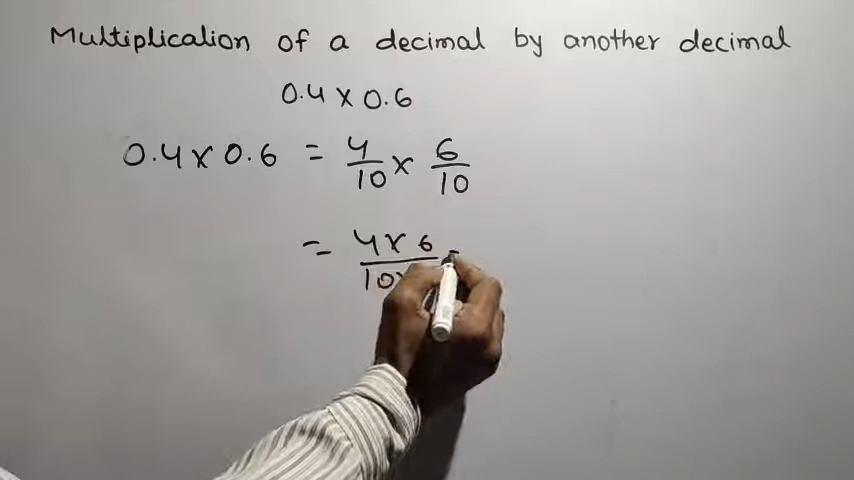 Multiplication of a decimal by another decimal
0.4 x 0.6
0.4 x 0.6 = 4/10 x 6/10
= 4 x 6 / 10 x